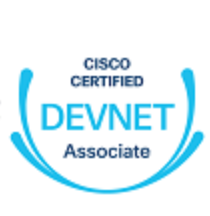 CISCO
CERTIFIED
DEVNET
Associate